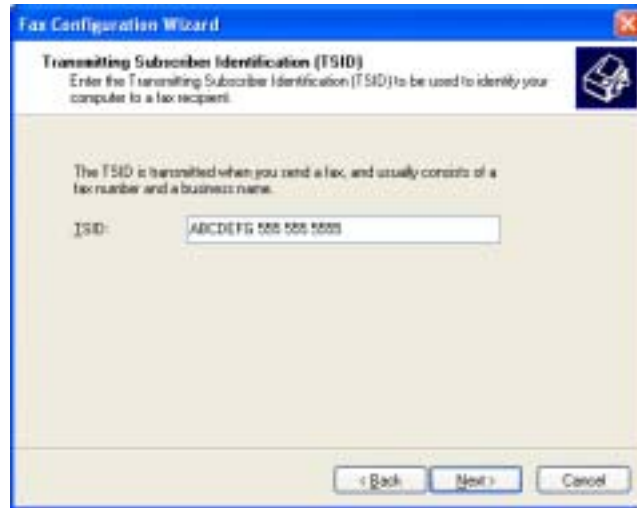 Fax Configuration Wizard
Transmitting Subscriber Identification (TSID)
Enter the Transmitting Subscriber Identification (TSID) to be used to identify your
computer to a fax recipient.
The TSID is transmitted when you send a fax, and usually consists of a
fax number and a business name.
TSID:
ABCDEFG 555 555 5555
< Back
Next >
Cancel